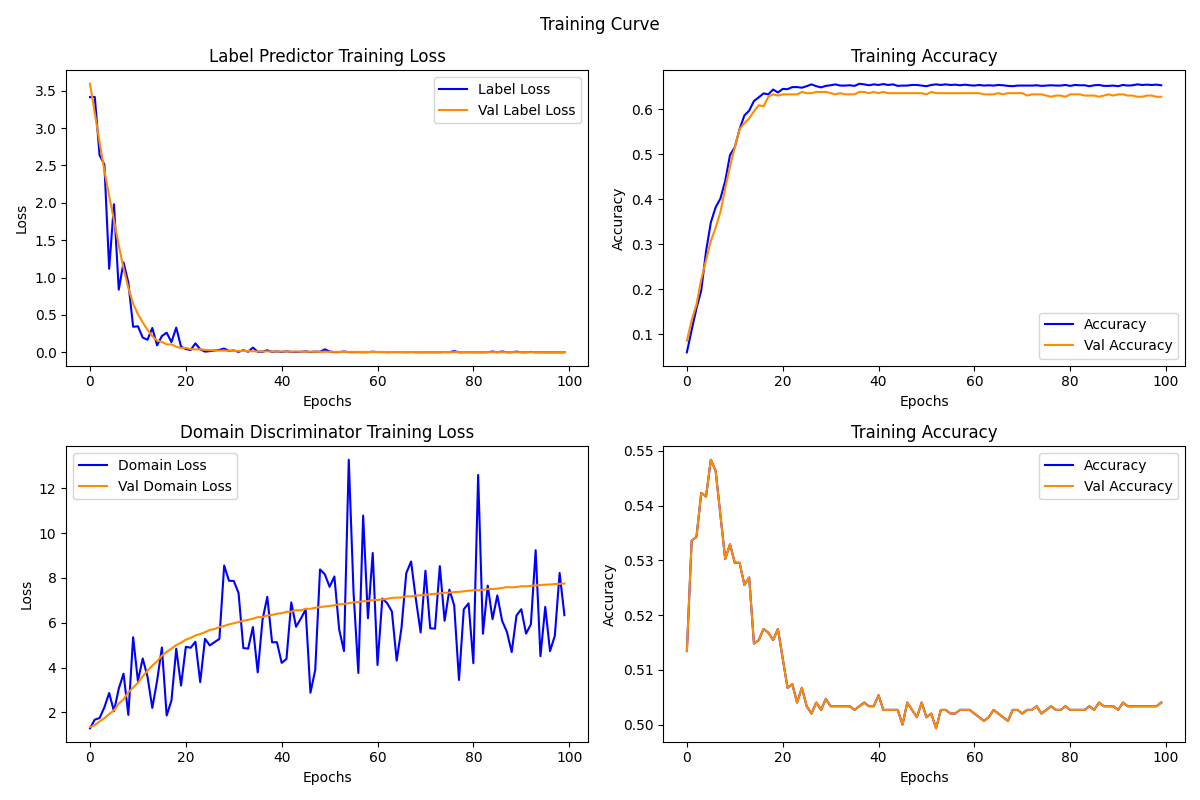 Training Curve
Label Predictor Training Loss
Loss
3.5
3.0
2.5
2.0
1.5
1.0
0.5
0.0
Label Loss
Val Label Loss
0 20 40 60 80 100
Epochs
Training Accuracy
Accuracy
0.6
0.5
0.4
0.3
0.2
0.1
Accuracy
Val Accuracy
0 20 40 60 80 100
Epochs
Domain Discriminator Training Loss
Loss
12
10
8
6
4
2
Domain Loss
Val Domain Loss
0 20 40 60 80 100
Epochs
Training Accuracy
Accuracy
0.55
0.54
0.53
0.52
0.51
0.50
Accuracy
Val Accuracy
0 20 40 60 80 100
Epochs